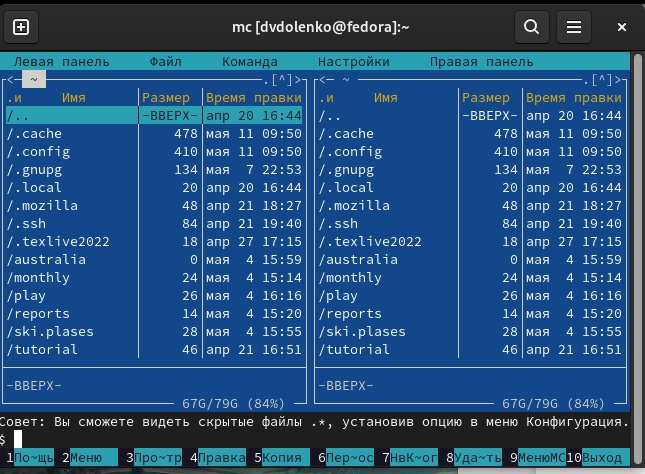 mc [dvdolenko@fedora]:~
Левая панель Файл Команда Настройки Правая панель
<─ ~ .[^]> <─ ~ .[^]>
.и Имя Размер Время правки .и Имя Размер Время правки
/.. -ВВЕРХ- апр 20 16:44 /.. -ВВЕРХ- апр 20 16:44
/.cache 478 мая 11 09:50 /.cache 478 мая 11 09:50
/.config 410 мая 11 09:50 /.config 410 мая 11 09:50
/.gnupg 134 мая 7 22:53 /.gnupg 134 мая 7 22:53
/.local 20 апр 20 16:44 /.local 20 апр 20 16:44
/.mozilla 48 апр 21 18:27 /.mozilla 48 апр 21 18:27
/.ssh 84 апр 21 19:40 /.ssh 84 апр 21 19:40
/.texlive2022 18 апр 27 17:15 /.texlive2022 18 апр 27 17:15
/australia 0 мая 4 15:59 /australia 0 мая 4 15:59
/monthly 24 мая 4 15:14 /monthly 24 мая 4 15:14
/play 26 мая 4 16:16 /play 26 мая 4 16:16
/reports 14 мая 4 15:20 /reports 14 мая 4 15:20
/ski.plases 28 мая 4 15:55 /ski.plases 28 мая 4 15:55
/tutorial 46 апр 21 16:51 /tutorial 46 апр 21 16:51
-ВВЕРХ- -ВВЕРХ-
67G/79G (84%) 67G/79G (84%)
Совет: Вы сможете видеть скрытые файлы .*, установив опцию в меню Конфигурация.
$
1По~щь 2Меню 3Про~тр 4Правка 5Копия 6Пер~ос 7НвК~ог 8Уда~ть 9МенюMC 10Выход